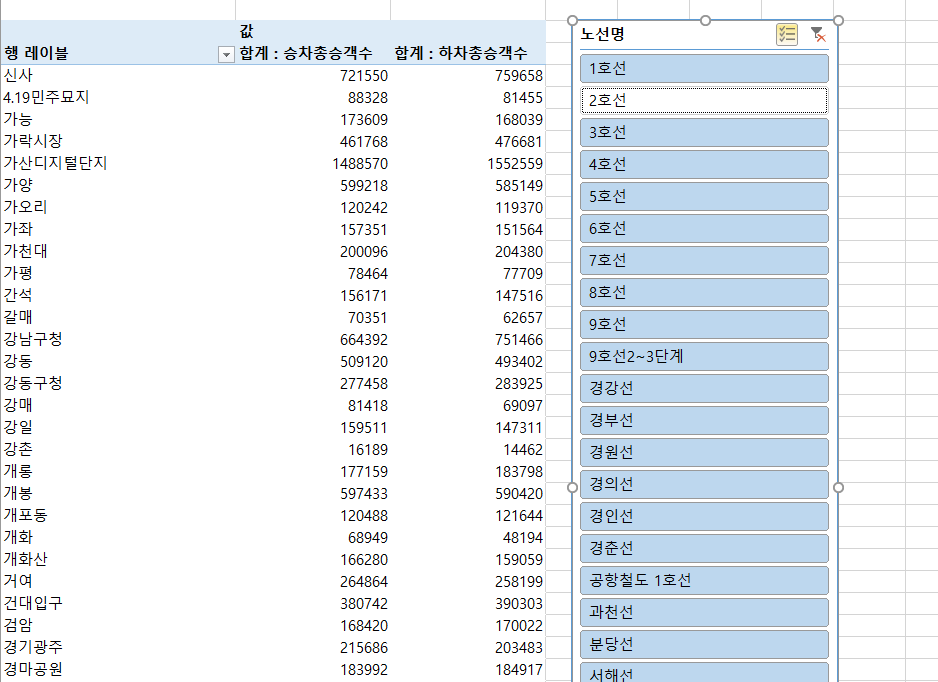 값
행 레이블 합계 : 승차총승객수 합계 : 하차총승객수
신사 721550 759658
4.19민주묘지 88328 81455
가능 173609 168039
가락시장 461768 476681
가산디지털단지 1488570 1552559
가양 599218 585149
가오리 120242 119370
가좌 157351 151564
가천대 200096 204380
가평 78464 77709
간석 156171 147516
갈매 70351 62657
강남구청 664392 751466
강동 509120 493402
강동구청 277458 283925
강매 81418 69097
강일 159511 147311
강촌 16189 14462
개롱 177159 183798
개봉 597433 590420
개포동 120488 121644
개화 68949 48194
개화산 166280 159059
거여 264864 258199
건대입구 380742 390303
검암 168420 170022
경기광주 215686 203483
경마공원 183992 184917
노선명
1호선
2호선
3호선
4호선
5호선
6호선
7호선
8호선
9호선
9호선2~3단계
경강선
경부선
경원선
경의선
경인선
경춘선
공항철도 1호선
과천선
분당선
서해선